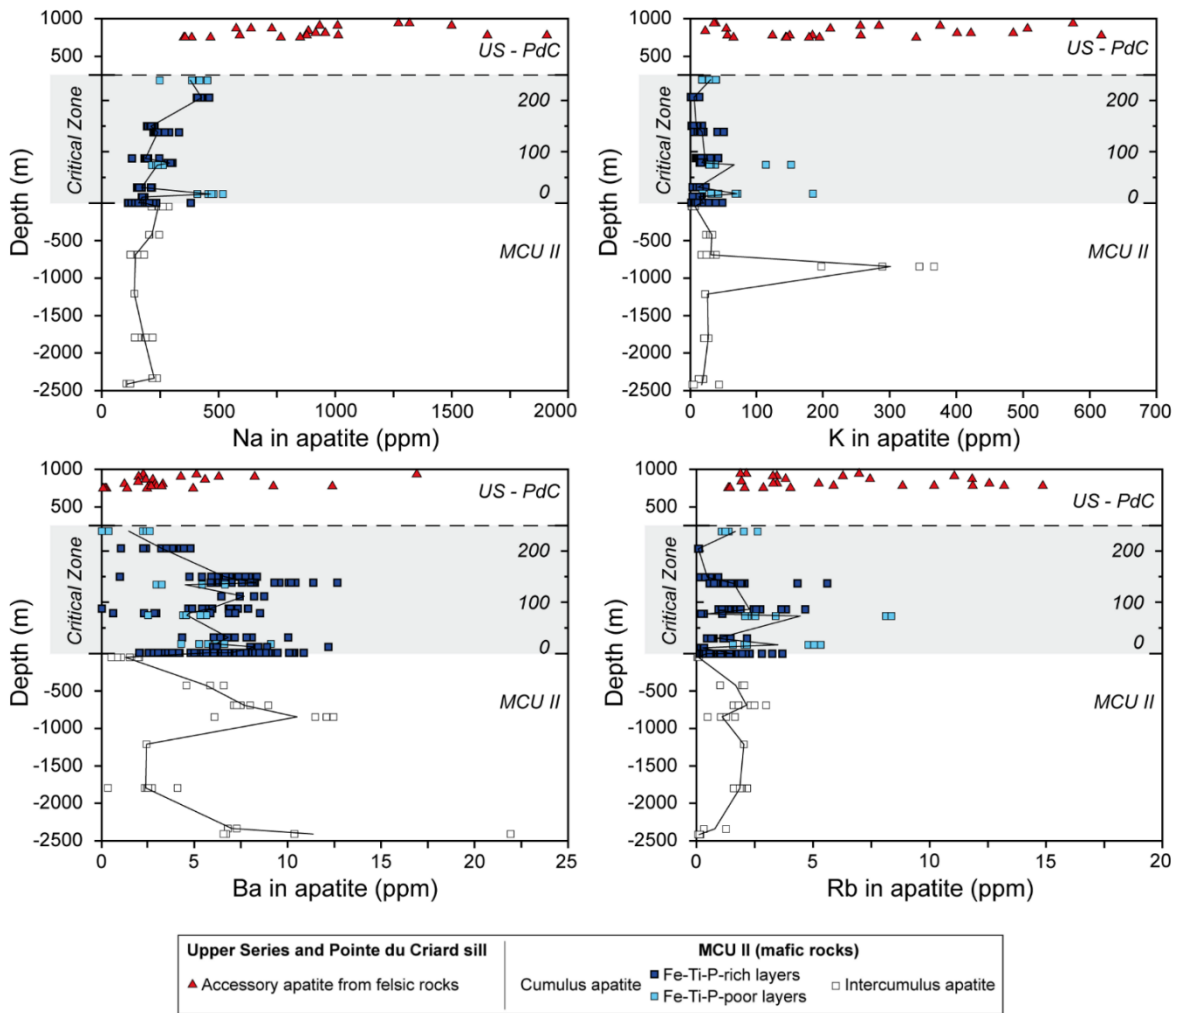 1000
500
200
100
0
-500
-1000
-1500
-2000
-2500
Depth (m)
Critical Zone
US - PdC
MCU II
0 500 1000 1500 2000
Na in apatite (ppm)
1000
500
200
100
0
-500
-1000
-1500
-2000
-2500
Depth (m)
Critical Zone
US - PdC
MCU II
0 100 200 300 400 500 600 700
K in apatite (ppm)
1000
500
200
100
0
-500
-1000
-1500
-2000
-2500
Depth (m)
Critical Zone
US - PdC
MCU II
0 5 10 15 20 25
Ba in apatite (ppm)
1000
500
200
100
0
-500
-1000
-1500
-2000
-2500
Depth (m)
Critical Zone
US - PdC
MCU II
0 5 10 15 20
Rb in apatite (ppm)
Upper Series and Pointe du Criard sill
Accessory apatite from felsic rocks
MCU II (mafic rocks)
Cumulus apatite
Fe-Ti-P-rich layers
Fe-Ti-P-poor layers
Intercumulus apatite